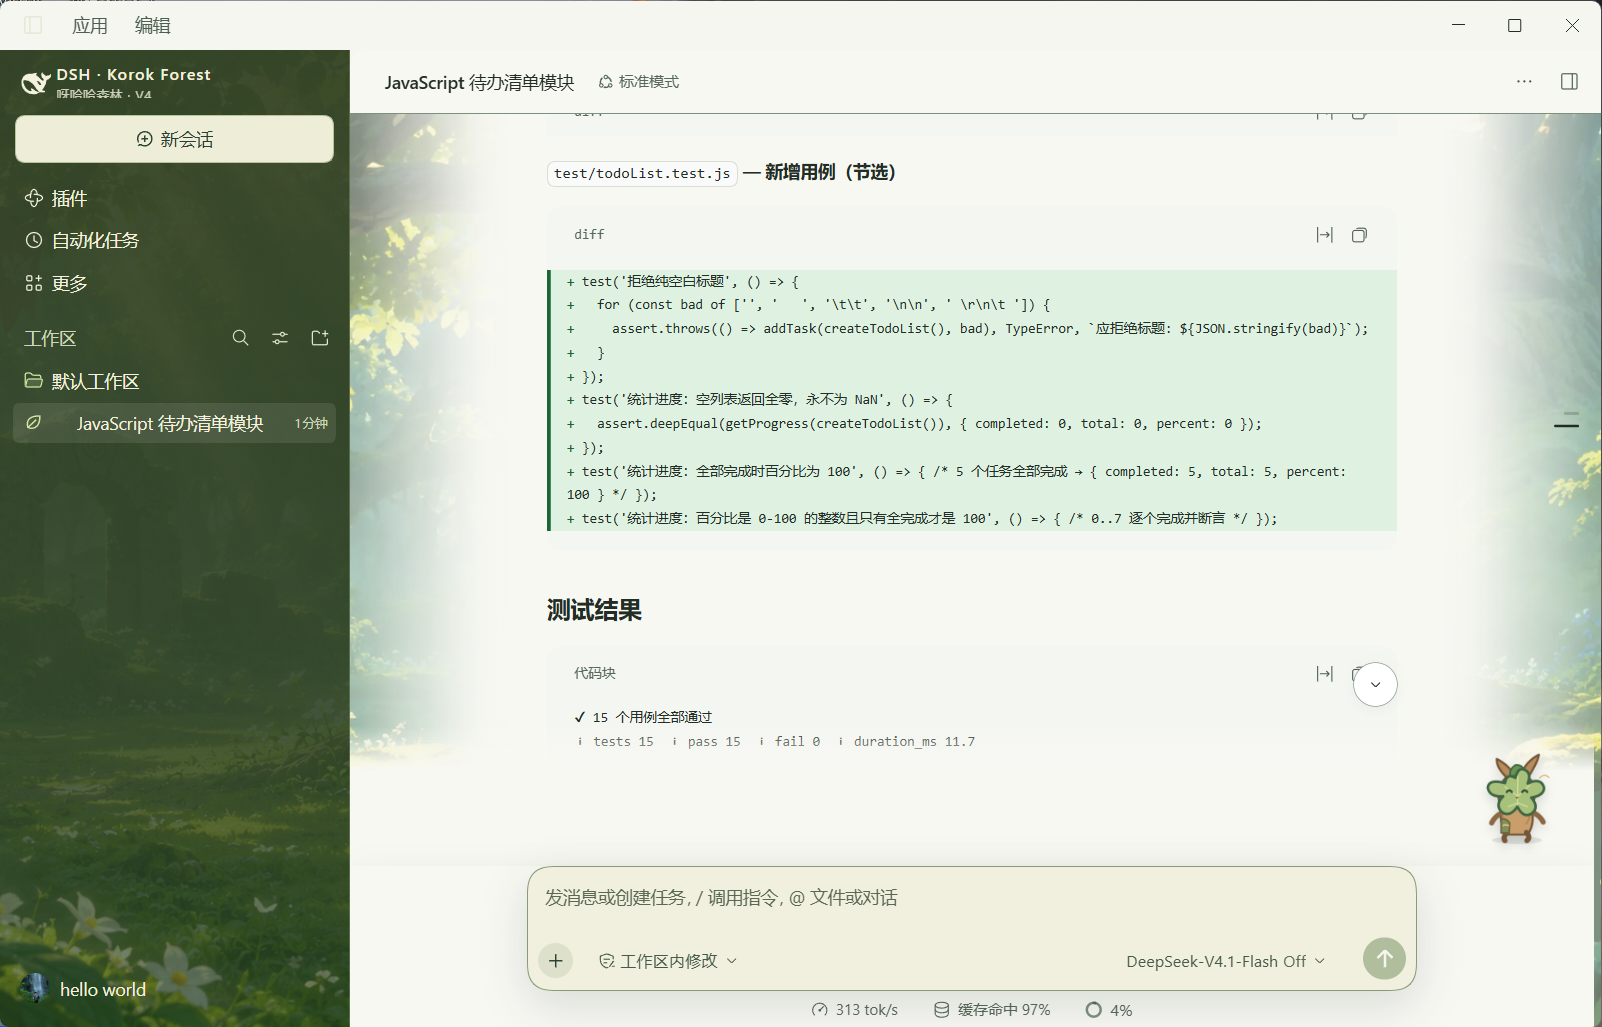 应用 编辑
DSH · Korok Forest
呀哈哈森林 · V4
新会话
插件
自动化任务
更多
工作区
默认工作区
JavaScript 待办清单模块 1分钟
hello world
JavaScript 待办清单模块 标准模式
diff
test/todoList.test.js — 新增用例（节选）
diff
+ test('拒绝纯空白标题', () => {
+   for (const bad of ['', '   ', '\t\t', '\n\n', ' \r\n\t ']) {
+     assert.throws(() => addTask(createTodoList(), bad), TypeError, `应拒绝标题: ${JSON.stringify(bad)}`);
+   }
+ });
+ test('统计进度: 空列表返回全零，永不为 NaN', () => {
+   assert.deepEqual(getProgress(createTodoList()), { completed: 0, total: 0, percent: 0 });
+ });
+ test('统计进度: 全部完成时百分比为 100', () => { /* 5 个任务全部完成 → { completed: 5, total: 5, percent:
100 } */ });
+ test('统计进度: 百分比是 0-100 的整数且只有全完成才是 100', () => { /* 0..7 逐个完成并断言 */ });
测试结果
代码块
✓ 15 个用例全部通过
ℹ tests 15 ℹ pass 15 ℹ fail 0 ℹ duration_ms 11.7
发消息或创建任务, / 调用指令, @ 文件或对话
工作区内修改
DeepSeek-V4.1-Flash Off
313 tok/s 缓存命中 97% 4%